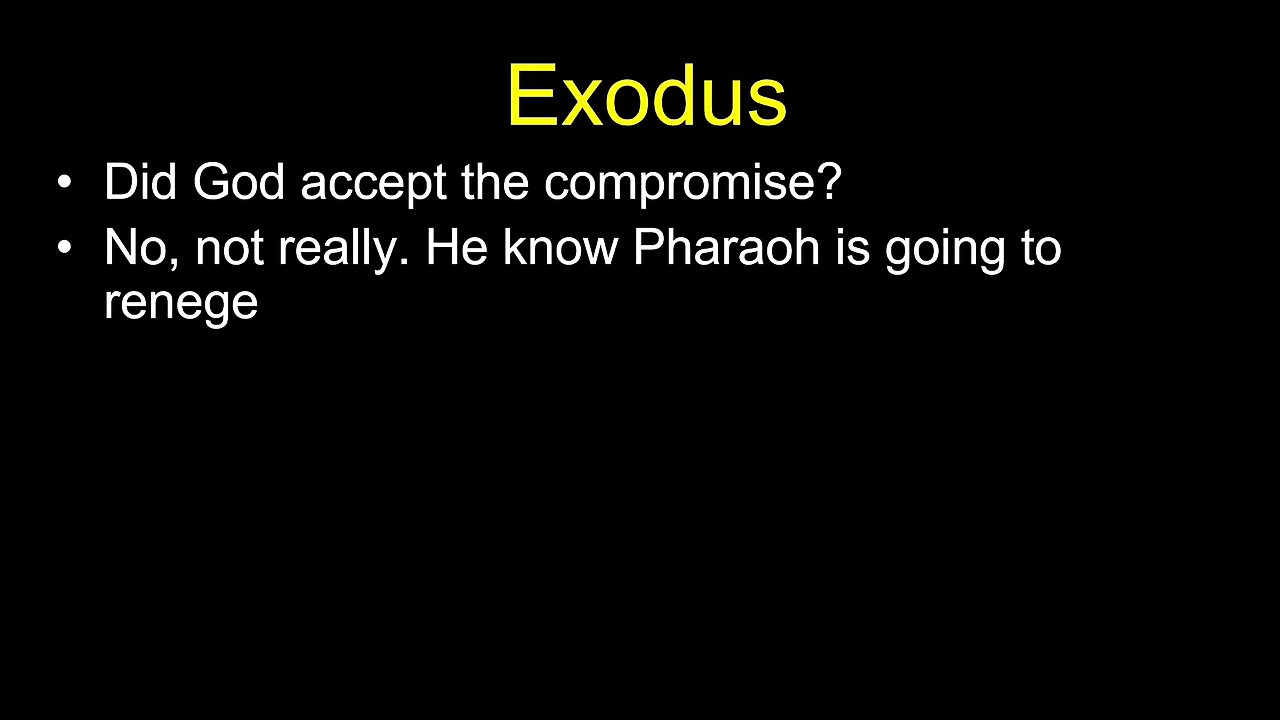 Exodus
• Did God accept the compromise?
• No, not really. He know Pharaoh is going to
renege